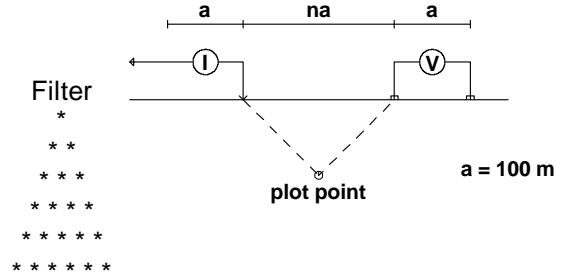 a na a
I V
Filter
*
* *
* * *
* * * *
* * * * *
* * * * * *
a = 100 m
plot point